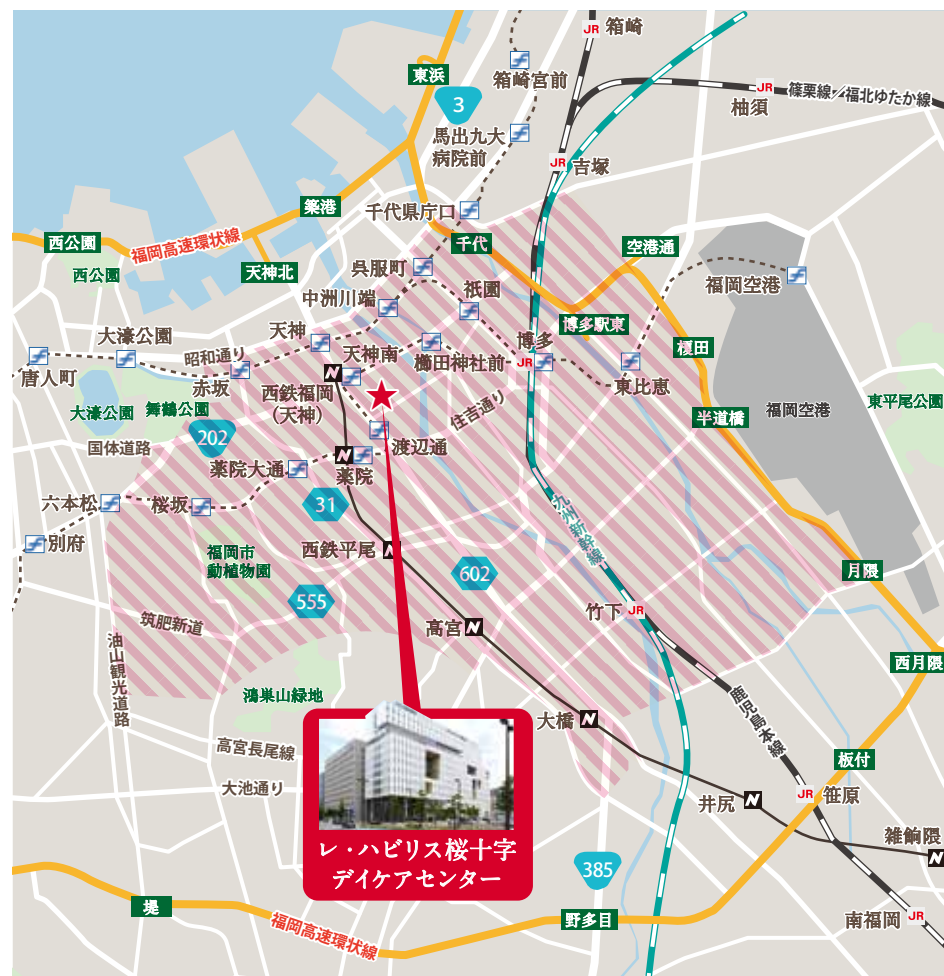 JR
箱崎
箱崎宮前
東浜
3
JR
柚須
篠栗線・福北ゆたか線
馬出九大
病院前
JR
吉塚
築港
千代県庁口
千代
西公園
福岡高速環状線
西公園
天神北
呉服町
空港通
福岡空港
中洲川端
祇園
博多駅東
天神
大濠公園
昭和通り
天神南
櫛田神社前
博多
JR
榎田
唐人町
赤坂
西鉄福岡
(天神)
東比恵
大濠公園
舞鶴公園
住吉通り
半道橋
福岡空港
東平尾公園
国体道路
202
渡辺通
薬院大通
薬院
六本松
桜坂
31
九州新幹線
別府
福岡市
動植物園
西鉄平尾
602
月隈
555
竹下
JR
筑肥新道
高宮
油山観光道路
西月隈
鴻巣山緑地
大橋
鹿児島本線
高宮長尾線
板付
大池通り
井尻
JR
笹原
雑餉隈
レ・ハビリス桜十字
デイケアセンター
385
堤
福岡高速環状線
野多目
南福岡
JR